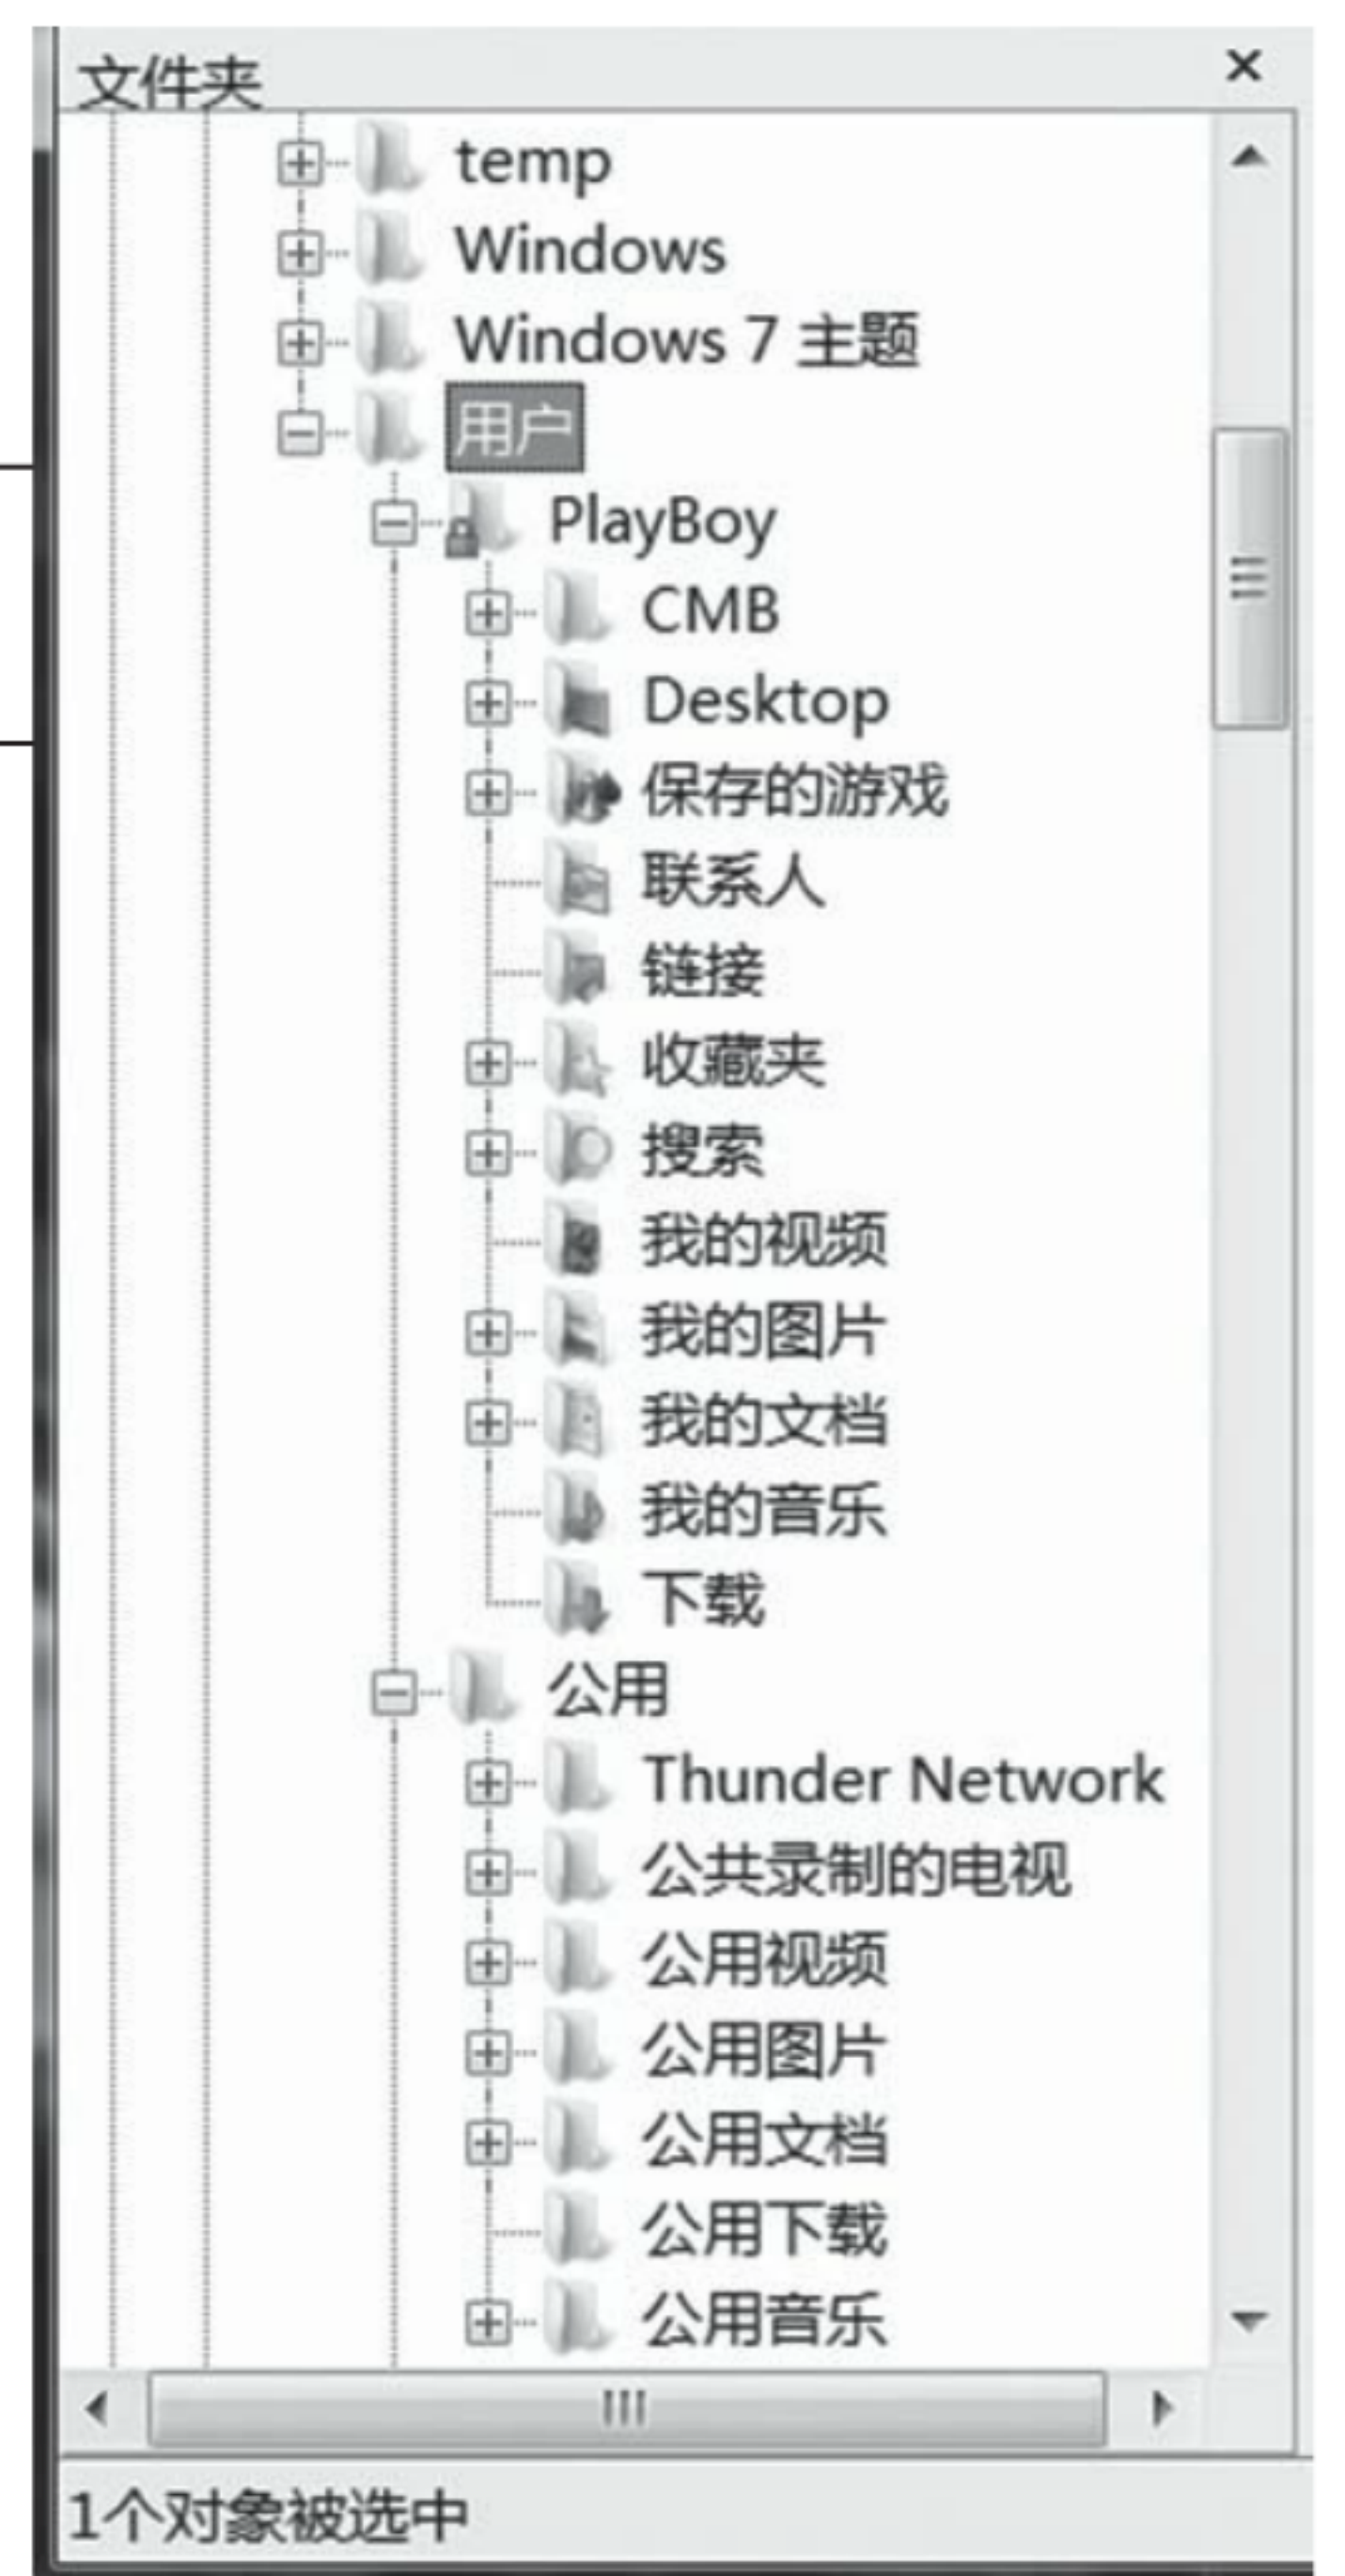 文件夹
temp
Windows
Windows 7 主题
用户
PlayBoy
CMB
Desktop
保存的游戏
联系人
链接
收藏夹
搜索
我的视频
我的图片
我的文档
我的音乐
下载
公用
Thunder Network
公共录制的电视
公用视频
公用图片
公用文档
公用下载
公用音乐
1个对象被选中